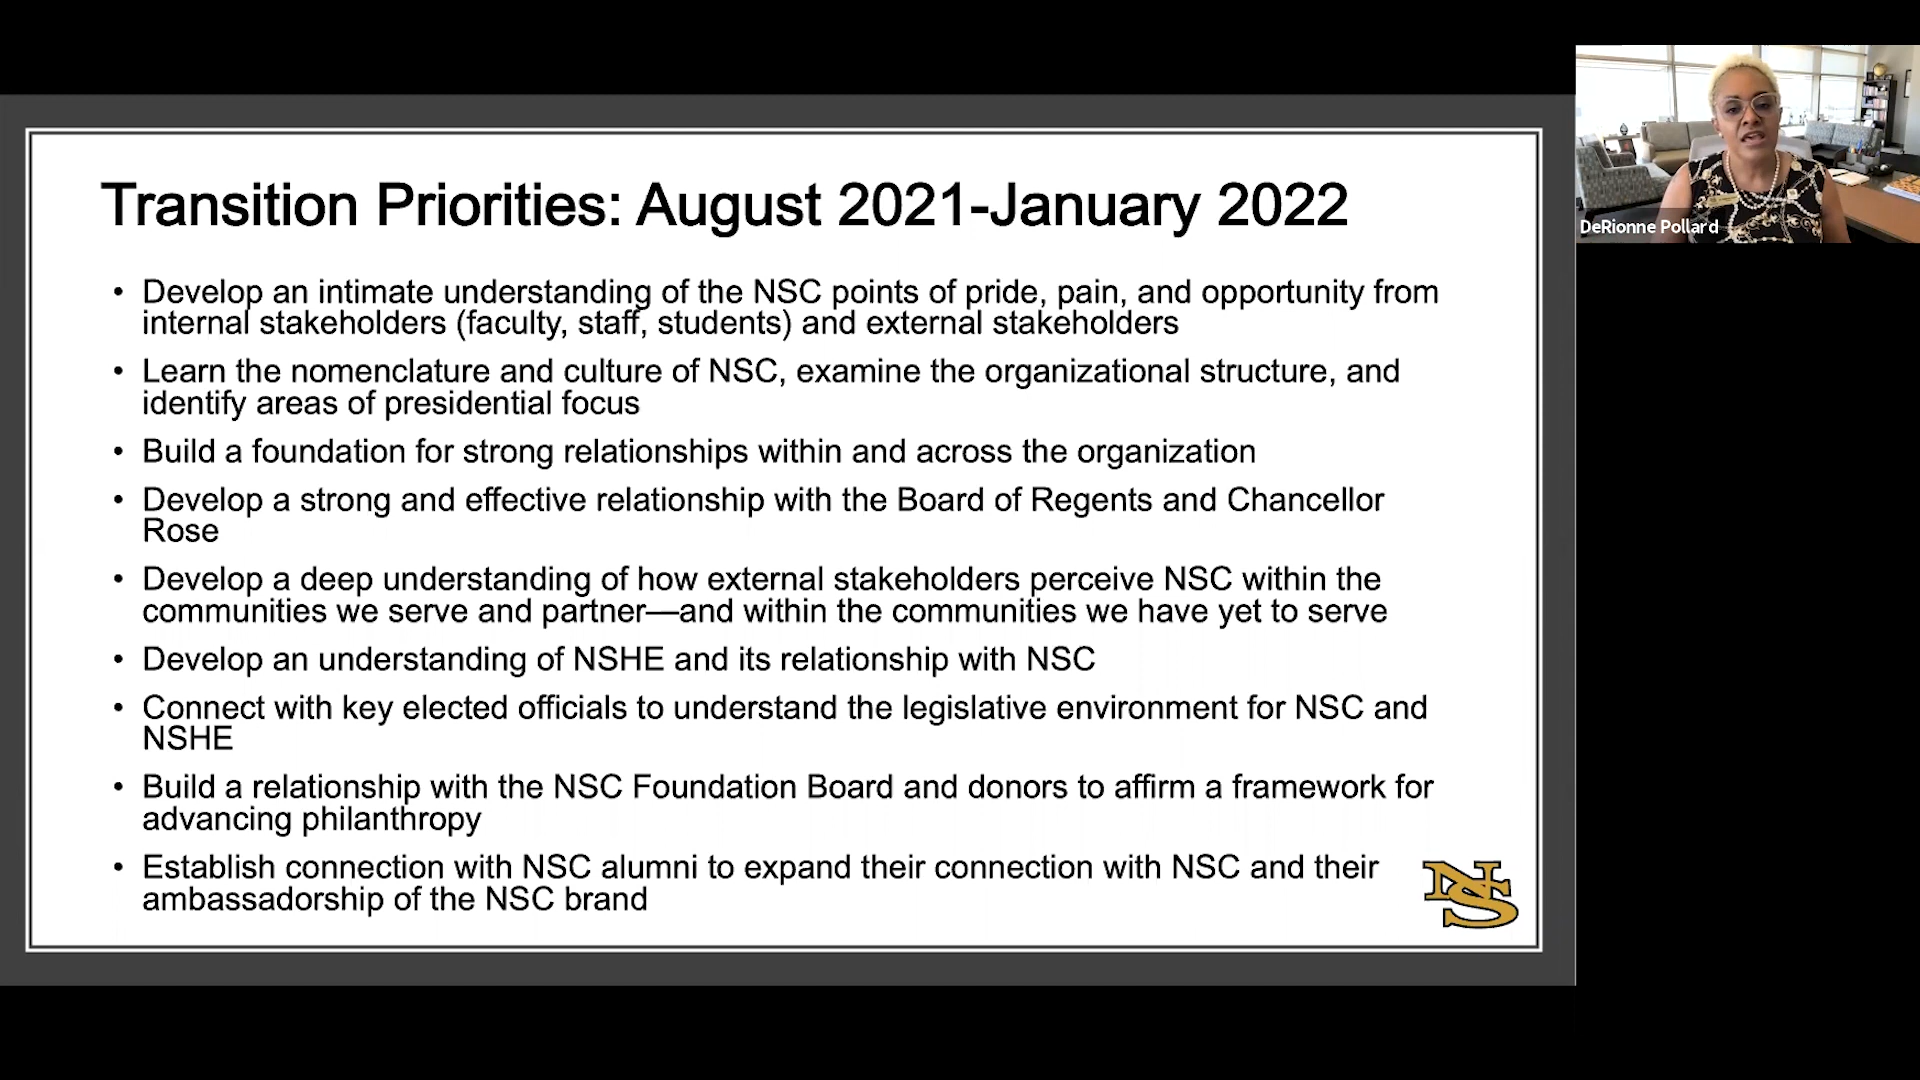 Transition Priorities: August 2021-January 2022
• Develop an intimate understanding of the NSC points of pride, pain, and opportunity from
internal stakeholders (faculty, staff, students) and external stakeholders
• Learn the nomenclature and culture of NSC, examine the organizational structure, and
identify areas of presidential focus
• Build a foundation for strong relationships within and across the organization
• Develop a strong and effective relationship with the Board of Regents and Chancellor
Rose
• Develop a deep understanding of how external stakeholders perceive NSC within the
communities we serve and partner—and within the communities we have yet to serve
• Develop an understanding of NSHE and its relationship with NSC
• Connect with key elected officials to understand the legislative environment for NSC and
NSHE
• Build a relationship with the NSC Foundation Board and donors to affirm a framework for
advancing philanthropy
• Establish connection with NSC alumni to expand their connection with NSC and their
ambassadorship of the NSC brand
NS
DeRionne Pollard